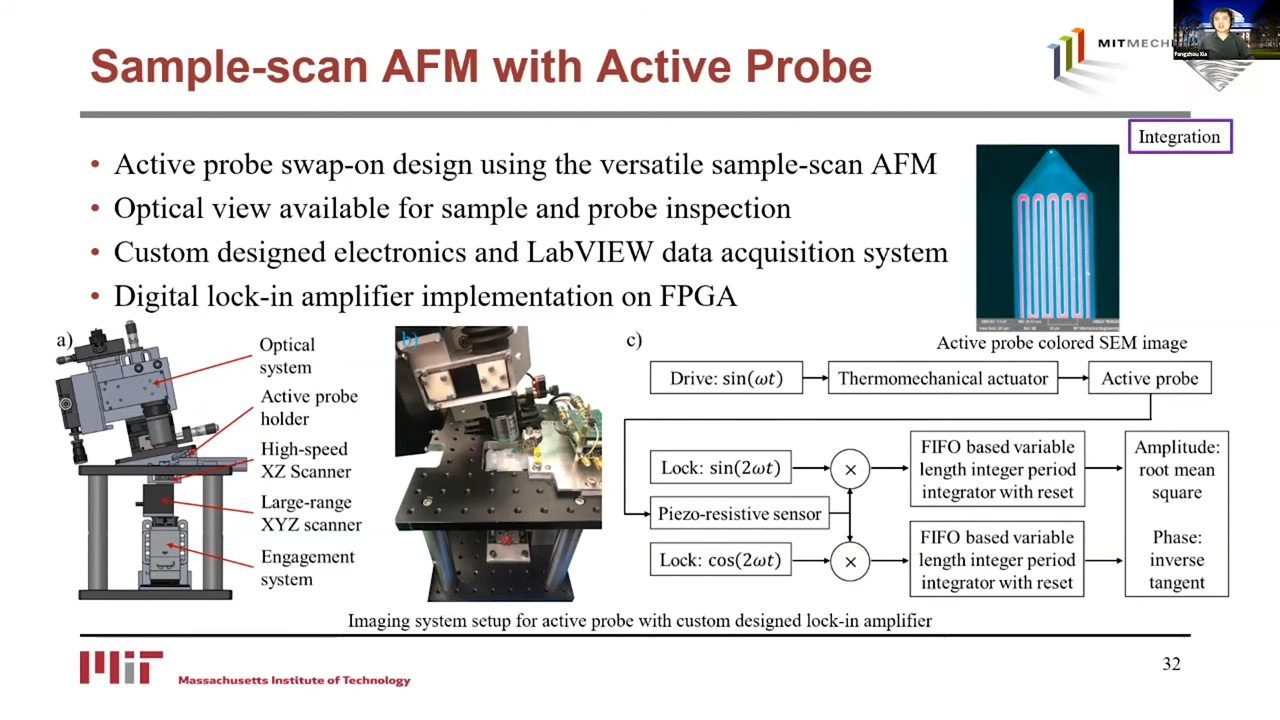 Sample-scan AFM with Active Probe
MITMECH
Fangzhou Xia
Integration
• Active probe swap-on design using the versatile sample-scan AFM
• Optical view available for sample and probe inspection
• Custom designed electronics and LabVIEW data acquisition system
• Digital lock-in amplifier implementation on FPGA
Active probe colored SEM image
a)
Optical
system
Active probe
holder
High-speed
XZ Scanner
Large-range
XYZ scanner
Engagement
system
b)
c)
Drive: sin(ωt)
Thermomechanical actuator
Active probe
Lock: sin(2ωt)
×
FIFO based variable
length integer period
integrator with reset
Amplitude:
root mean
square
Piezo-resistive sensor
Lock: cos(2ωt)
×
FIFO based variable
length integer period
integrator with reset
Phase:
inverse
tangent
Imaging system setup for active probe with custom designed lock-in amplifier
MIT
Massachusetts Institute of Technology
32